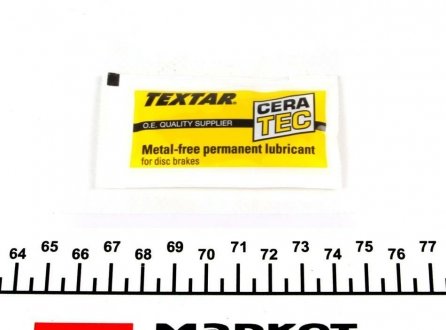 TEXTAR®
O.E. QUALITY SUPPLIER
CERA
TEC
Metal-free permanent lubricant
for disc brakes
64 65 66 67 68 69 70 71 72 73 74 75 76 77
маркет